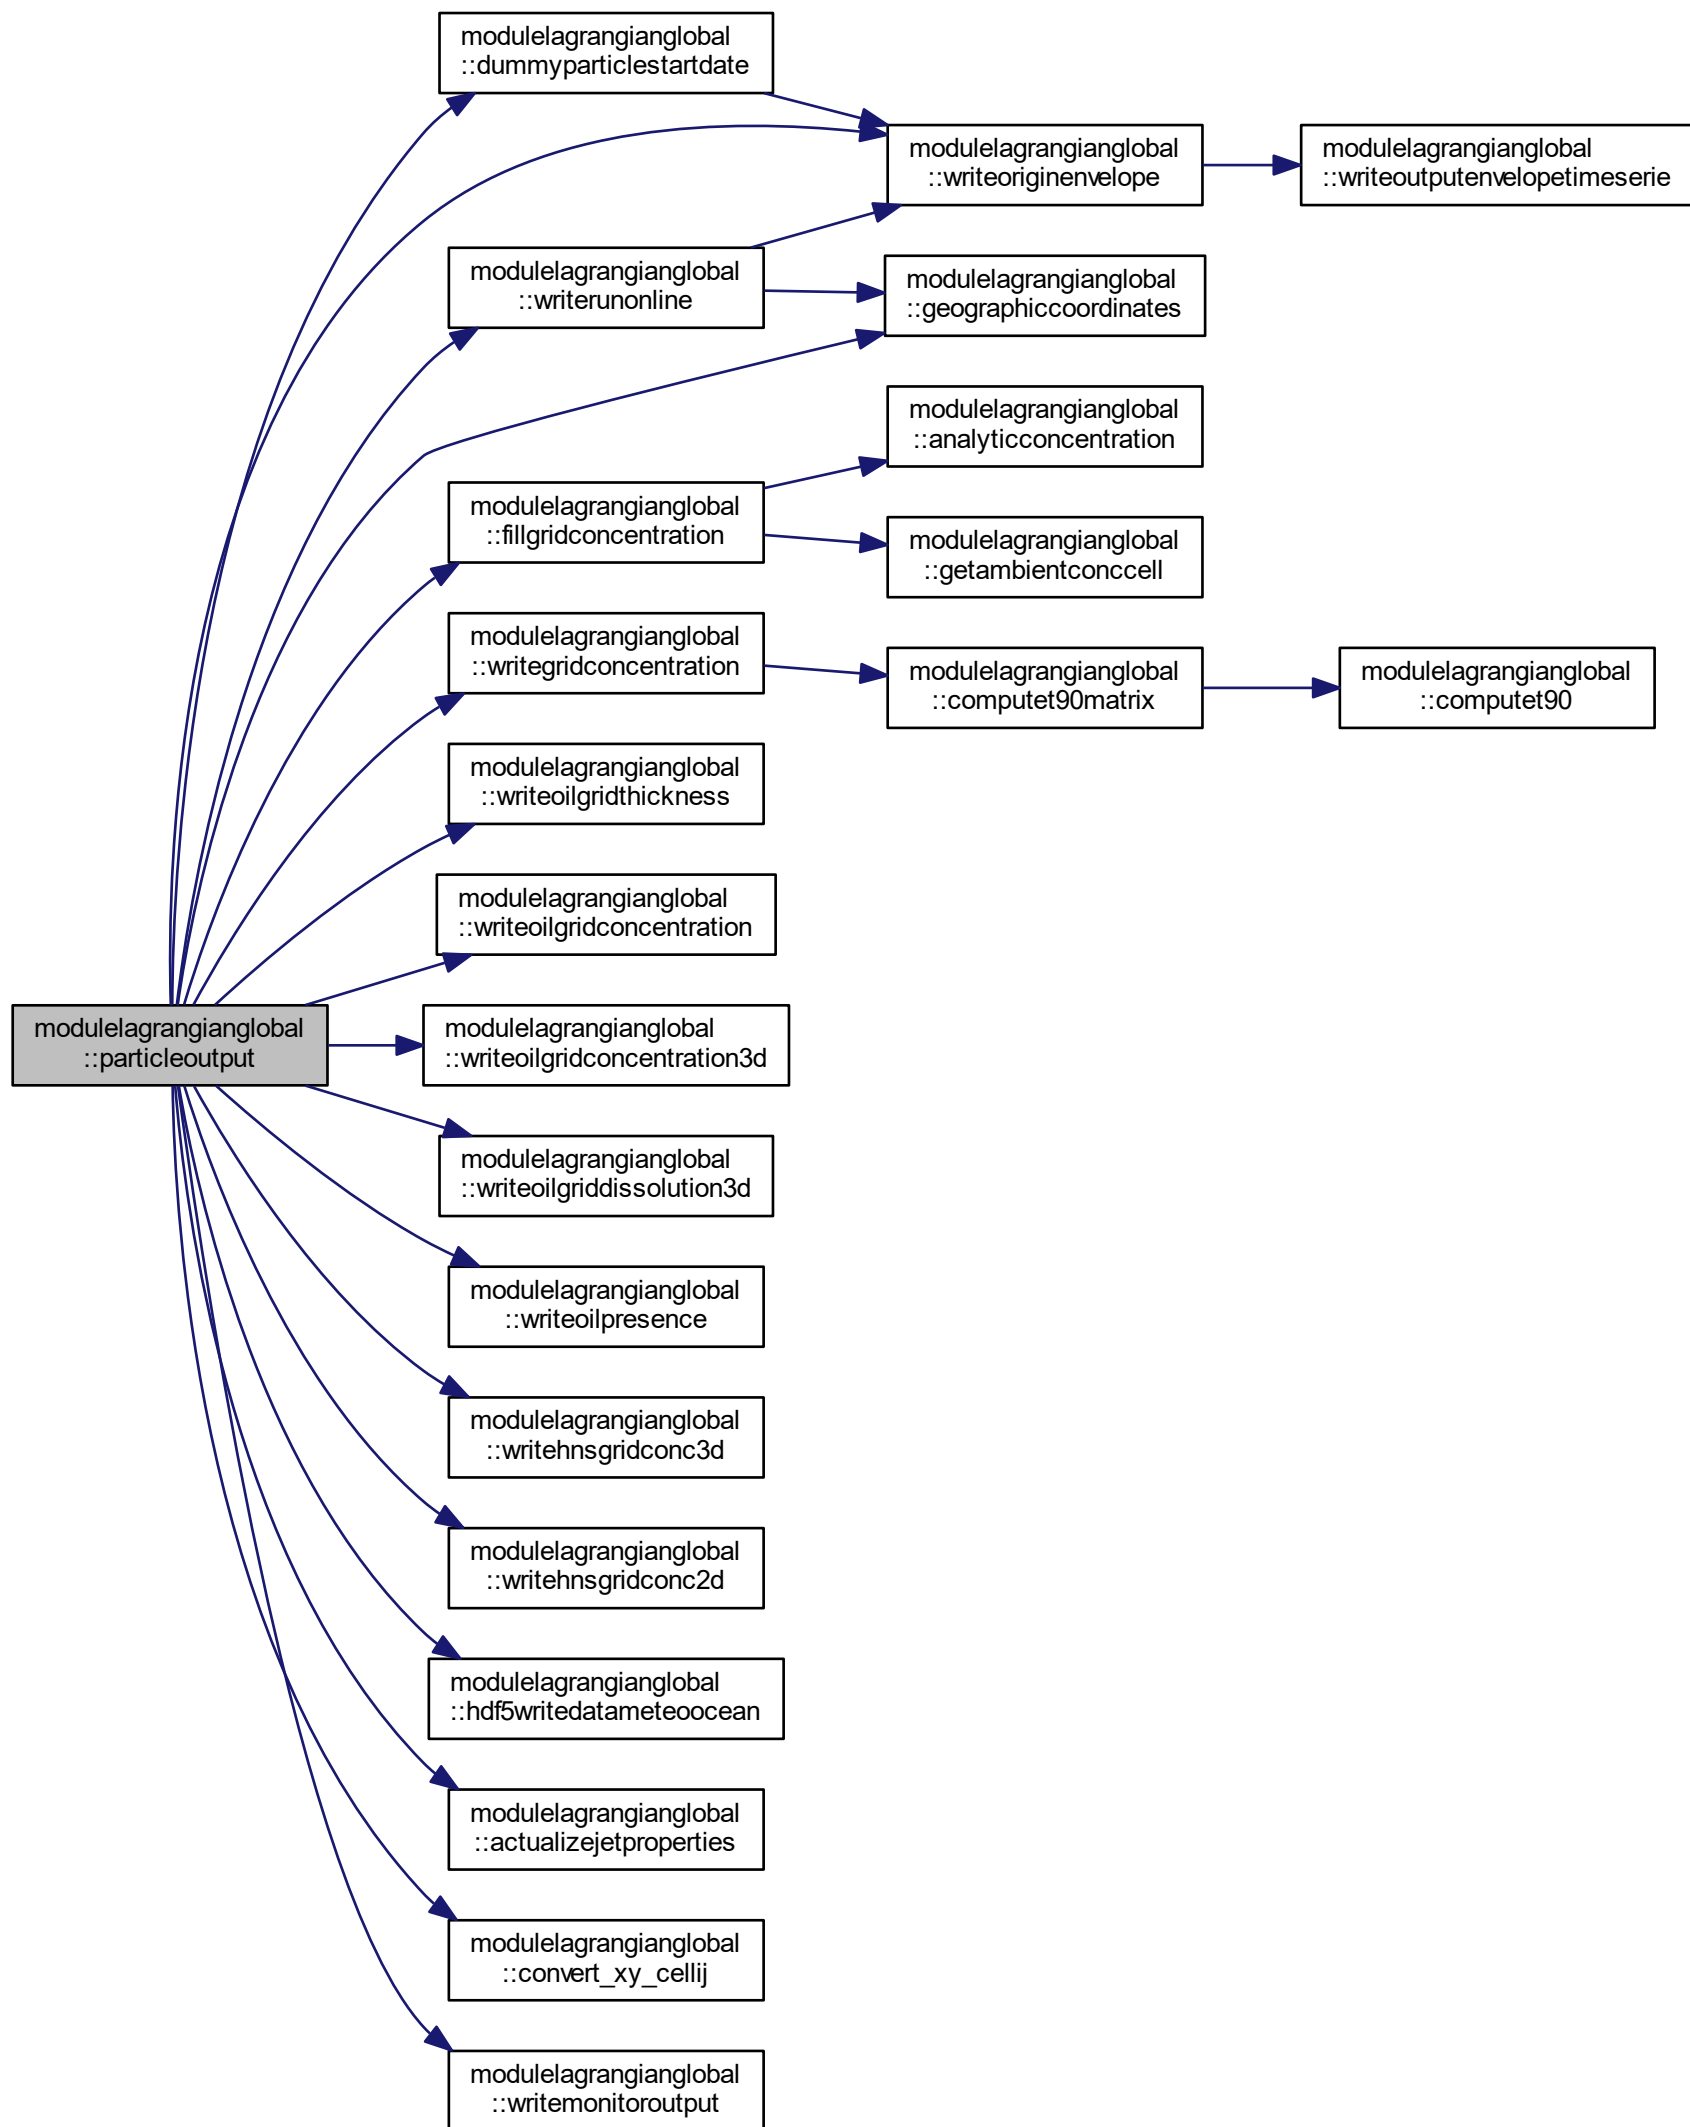 modulelagrangianglobal
::dummyparticlestartdate
modulelagrangianglobal
::writeoriginenvelope
modulelagrangianglobal
::writeoutputenvelopetimeserie
modulelagrangianglobal
::writerunonline
modulelagrangianglobal
::geographiccoordinates
modulelagrangianglobal
::analyticconcentration
modulelagrangianglobal
::fillgridconcentration
modulelagrangianglobal
::getambientconccell
modulelagrangianglobal
::writegridconcentration
modulelagrangianglobal
::computet90matrix
modulelagrangianglobal
::computet90
modulelagrangianglobal
::writeoilgridthickness
modulelagrangianglobal
::writeoilgridconcentration
modulelagrangianglobal
::particleoutput
modulelagrangianglobal
::writeoilgridconcentration3d
modulelagrangianglobal
::writeoilgriddissolution3d
modulelagrangianglobal
::writeoilpresence
modulelagrangianglobal
::writehnsgridconc3d
modulelagrangianglobal
::writehnsgridconc2d
modulelagrangianglobal
::hdf5writedatameteoocean
modulelagrangianglobal
::actualizejetproperties
modulelagrangianglobal
::convert_xy_cellij
modulelagrangianglobal
::writemonitoroutput